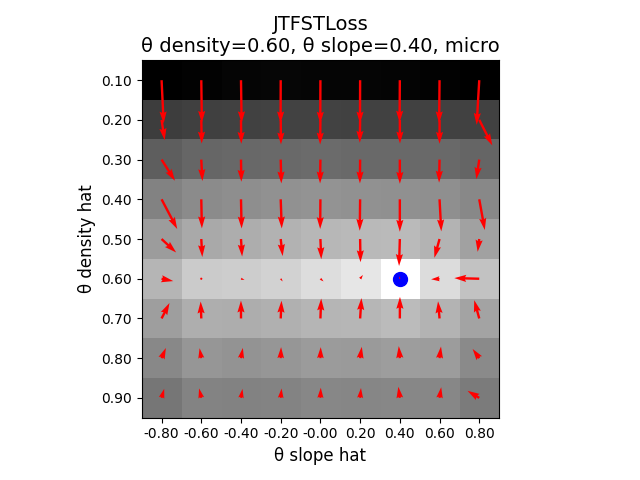 JTFSTLoss
θ density=0.60, θ slope=0.40, micro
θ density hat
0.10
0.20
0.30
0.40
0.50
0.60
0.70
0.80
0.90
-0.80 -0.60 -0.40 -0.20 -0.00 0.20 0.40 0.60 0.80
θ slope hat